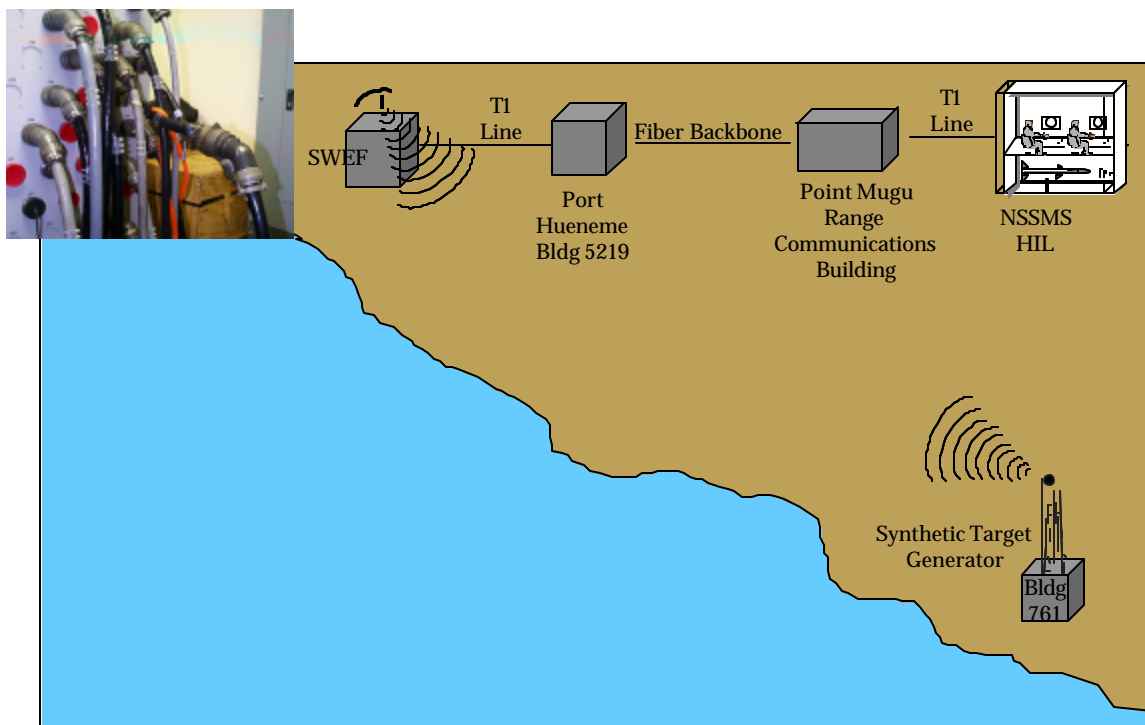 SWEF
T1
Line
Port
Hueneme
Bldg 5219
Fiber Backbone
Point Mugu
Range
Communications
Building
T1
Line
NSSMS
HIL
Synthetic Target
Generator
Bldg
761